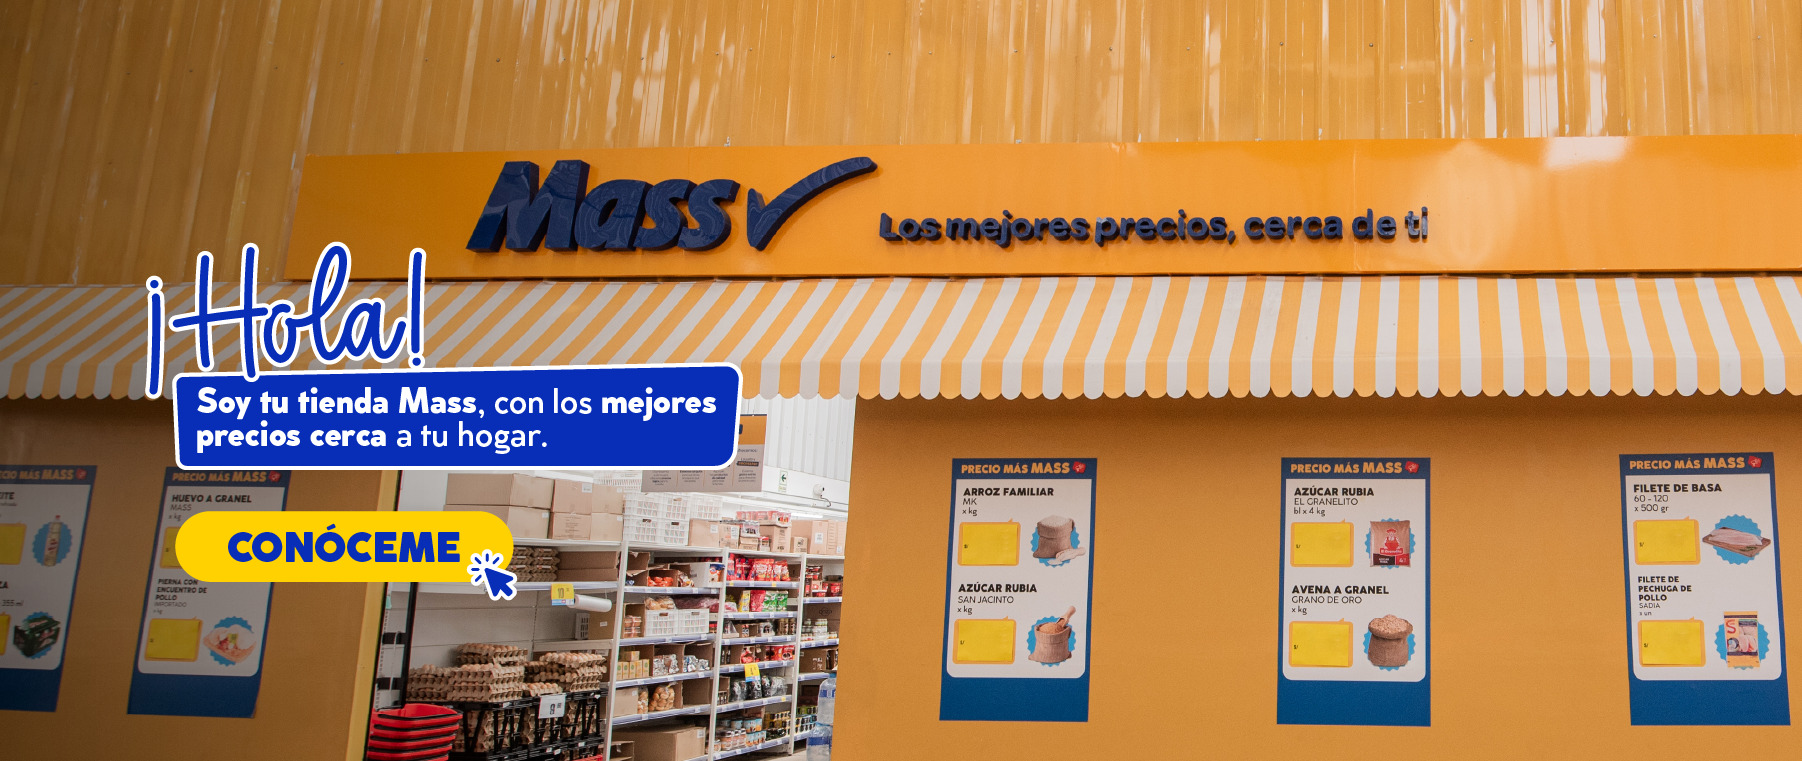 Mass
Los mejores precios, cerca de ti
¡Hola!
Soy tu tienda Mass, con los mejores
precios cerca a tu hogar.
CONÓCEME
PRECIO MÁS MASS
HUEVO A GRANEL
MASS
x kg
PIERNA CON
ENCUENTRO DE
POLLO
IMPORTADO
x kg
PRECIO MÁS MASS
ARROZ FAMILIAR
MK
x kg
S/
AZÚCAR RUBIA
SAN JACINTO
x kg
S/
PRECIO MÁS MASS
AZÚCAR RUBIA
EL GRANELITO
bl x 4 kg
S/
AVENA A GRANEL
GRANO DE ORO
x kg
S/
PRECIO MÁS MASS
FILETE DE BASA
60 - 120
x 500 gr
S/
FILETE DE
PECHUGA DE
POLLO
SADIA
x un
S/